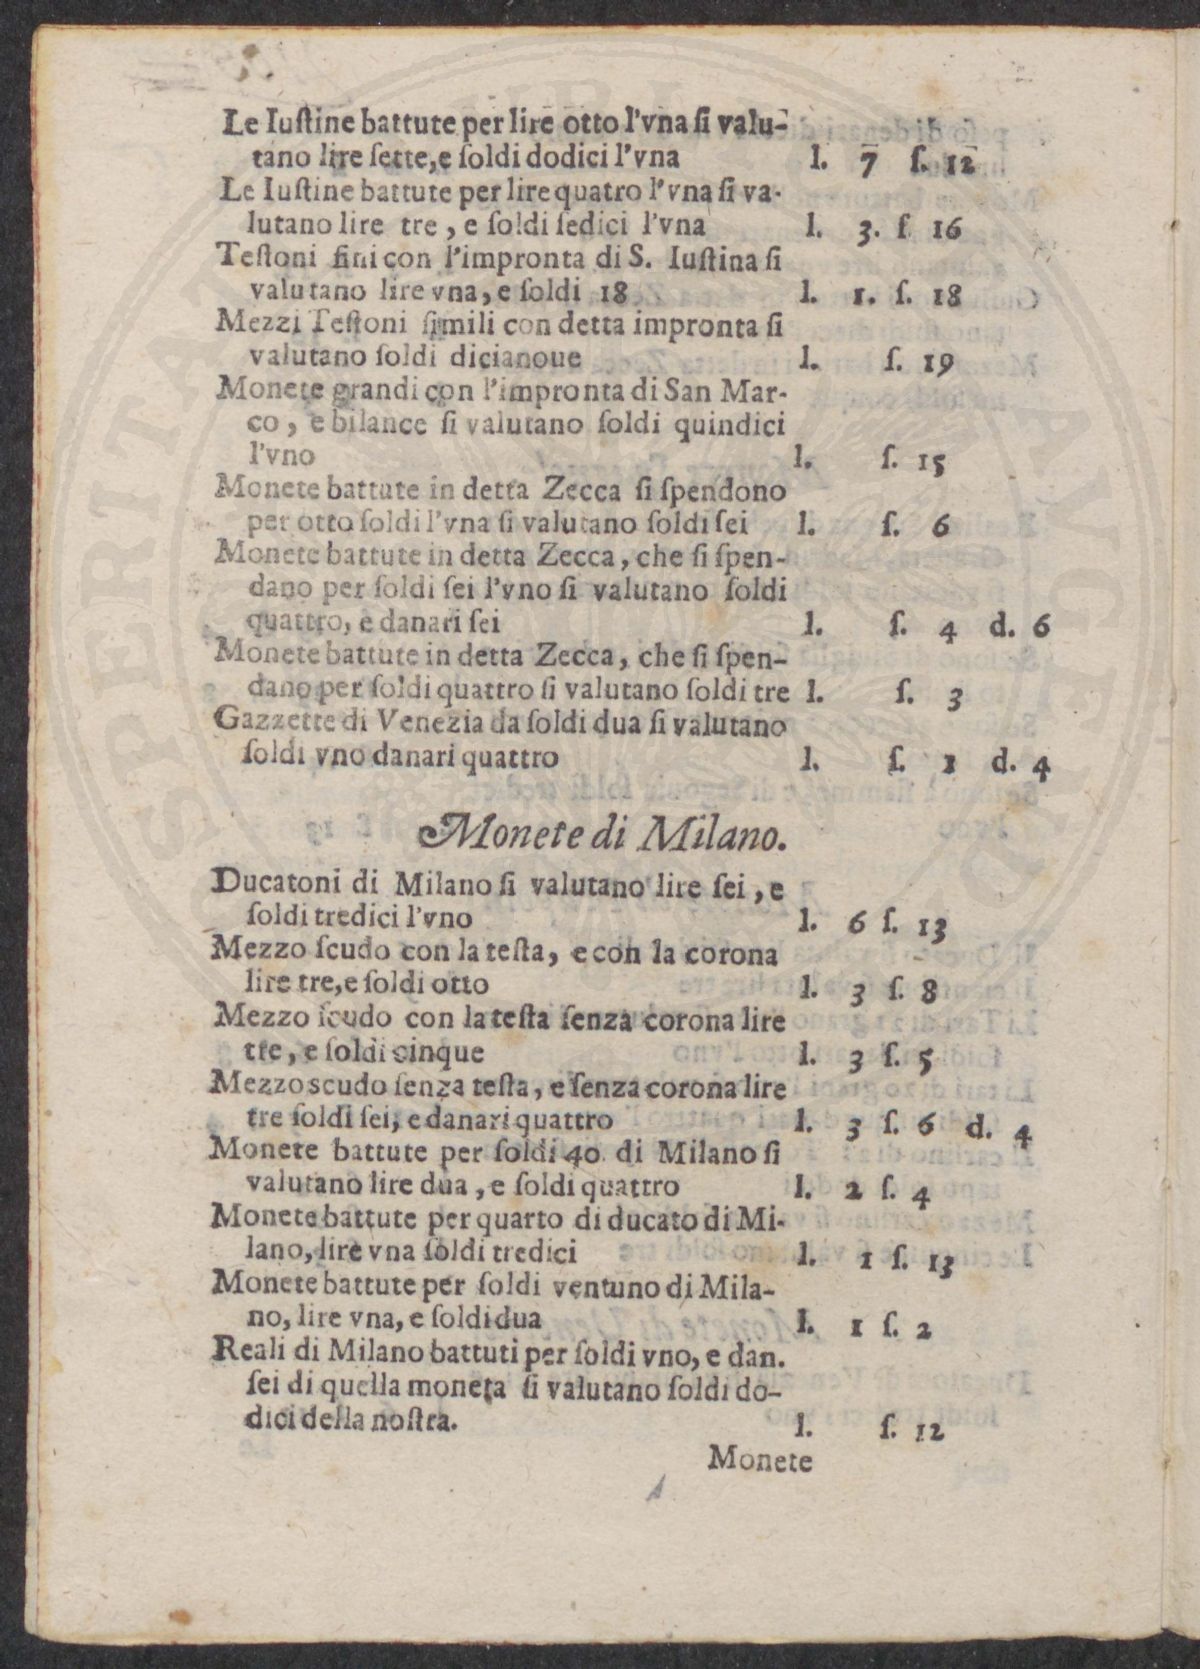 Le Iuſtine battute per lire otto l'vna ſi valu-
tano lire ſette, e ſoldi dodici l'vna l. 7 ſ. 12
Le Iuſtine battute per lire quatro l'vna ſi va-
lutano lire tre, e ſoldi ſedici l'vna l. 3. ſ 16
Teſtoni fini con l'impronta di S. Iuſtina ſi
valutano lire vna, e ſoldi 18 l. 1. ſ. 18
Mezzi Teſtoni ſimili con detta impronta ſi
valutano ſoldi dicianoue l. ſ. 19
Monete grandi con l'impronta di San Mar-
co, e bilance ſi valutano ſoldi quindici
l'vno l. ſ. 15
Monete battute in detta Zecca ſi ſpendono
per otto ſoldi l'vna ſi valutano ſoldi ſei l. ſ. 6
Monete battute in detta Zecca, che ſi ſpen-
dano per ſoldi ſei l'vno ſi valutano ſoldi
quattro, e danari ſei l. ſ. 4 d. 6
Monete battute in detta Zecca, che ſi ſpen-
dano per ſoldi quattro ſi valutano ſoldi tre l. ſ. 3
Gazzette di Venezia da ſoldi dua ſi valutano
ſoldi vno danari quattro l. ſ. 1 d. 4
Monete di Milano.
Ducatoni di Milano ſi valutano lire ſei, e
ſoldi tredici l'vno l. 6 ſ. 13
Mezzo ſcudo con la teſta, e con la corona
lire tre, e ſoldi otto l. 3 ſ. 8
Mezzo ſcudo con la teſta ſenza corona lire
tre, e ſoldi cinque l. 3 ſ. 5
Mezzo scudo ſenza teſta, e ſenza corona lire
tre ſoldi ſei, e danari quattro l. 3 ſ. 6 d. 4
Monete battute per ſoldi 40. di Milano ſi
valutano lire dua, e ſoldi quattro l. 2 ſ. 4
Monete battute per quarto di ducato di Mi-
lano, lire vna ſoldi tredici l. 1 ſ. 13
Monete battute per ſoldi ventuno di Mila-
no, lire vna, e ſoldi dua l. 1 ſ. 2
Reali di Milano battuti per ſoldi vno, e dan.
ſei di quella moneta ſi valutano ſoldi do-
dici della noſtra. l. ſ. 12
Monete